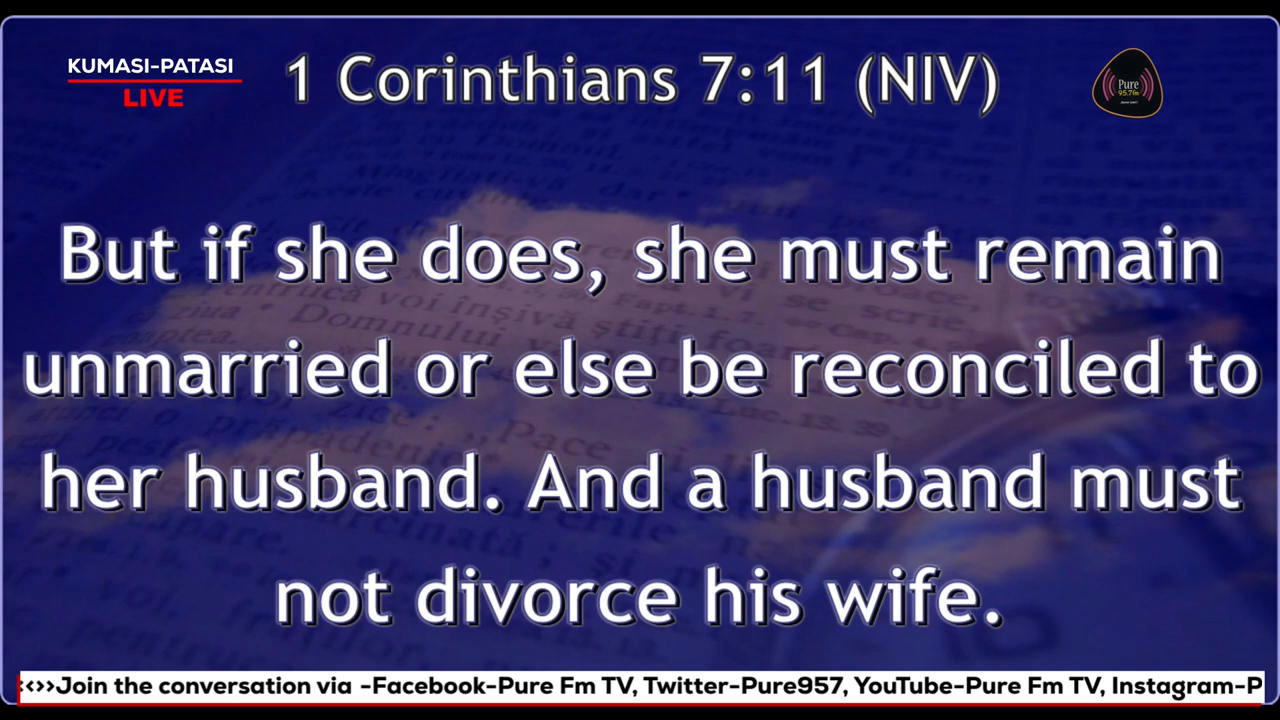 KUMASI-PATASI
LIVE
1 Corinthians 7:11 (NIV)
Pure
95.7fm
But if she does, she must remain
unmarried or else be reconciled to
her husband. And a husband must
not divorce his wife.
‹‹››Join the conversation via -Facebook-Pure Fm TV, Twitter-Pure957, YouTube-Pure Fm TV, Instagram-P